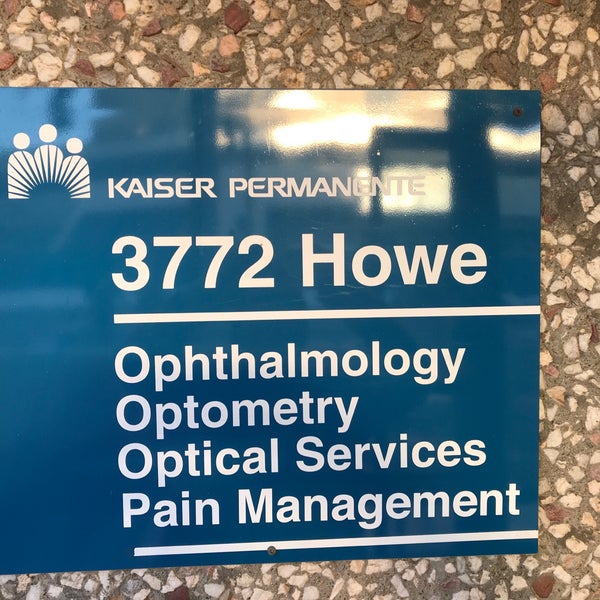 KAISER PERMANENTE
3772 Howe
Ophthalmology
Optometry
Optical Services
Pain Management